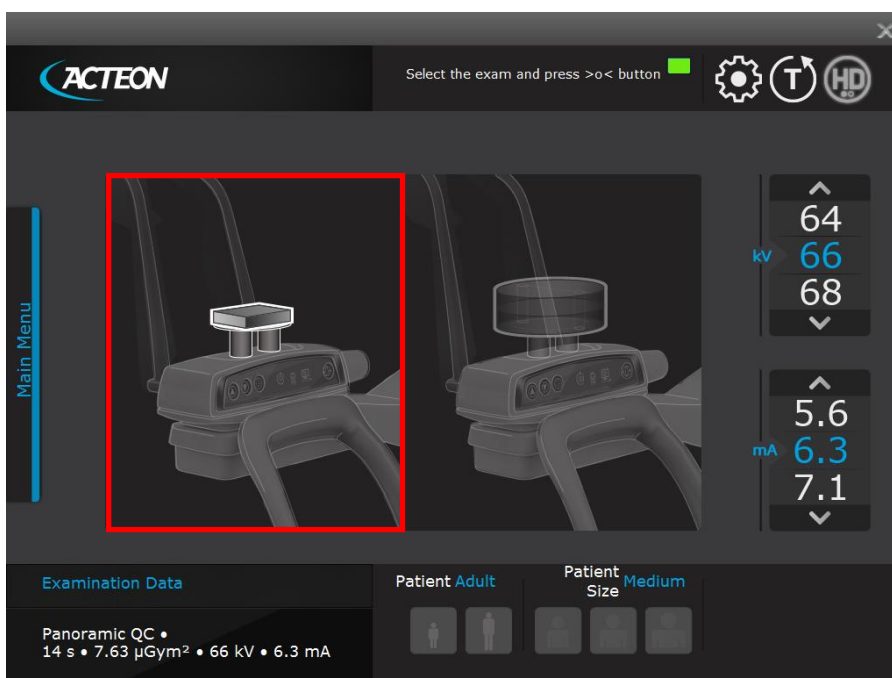 ACTEON
Select the exam and press >o< button
T
HD
Main Menu
64
kV 66
68
5.6
mA 6.3
7.1
Examination Data
Patient Adult
Patient Size Medium
Panoramic QC •
14 s • 7.63 µGym² • 66 kV • 6.3 mA